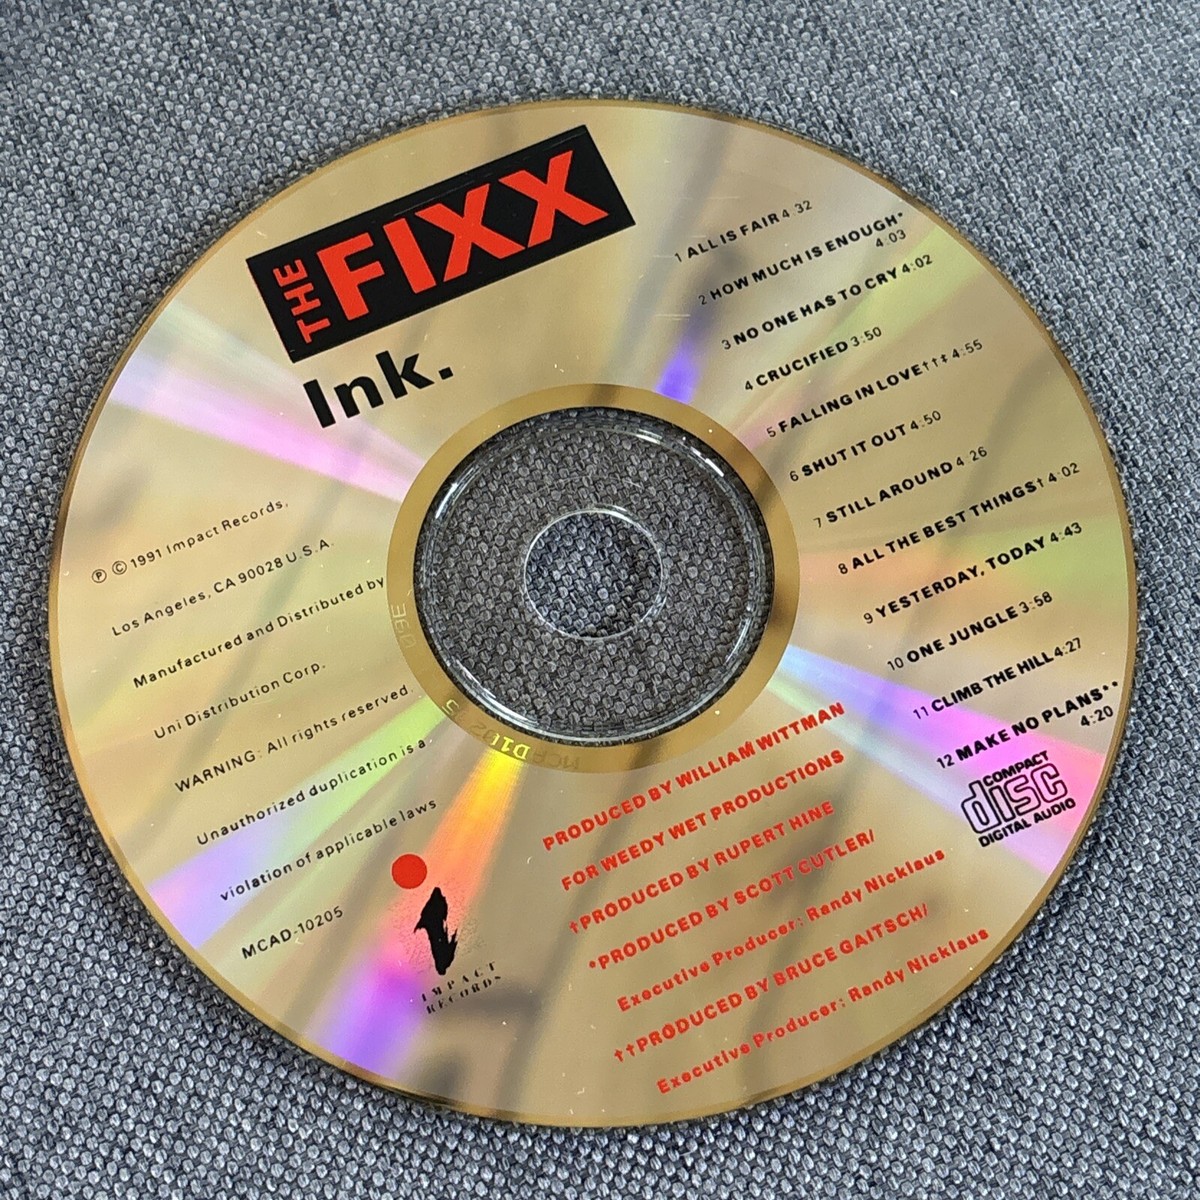 THE FIXX
Ink.
1 ALL IS FAIR 4:32
2 HOW MUCH IS ENOUGH*
4:03
3 NO ONE HAS TO CRY 4:02
4 CRUCIFIED 3:50
5 FALLING IN LOVE††‡ 4:55
6 SHUT IT OUT 4:50
7 STILL AROUND 4:26
8 ALL THE BEST THINGS† 4:02
9 YESTERDAY, TODAY 4:43
10 ONE JUNGLE 3:58
11 CLIMB THE HILL 4:27
12 MAKE NO PLANS**
4:20
COMPACT
disc
DIGITAL AUDIO
℗ © 1991 Impact Records,
Los Angeles, CA 90028 U.S.A.
Manufactured and Distributed by
Uni Distribution Corp.
WARNING: All rights reserved.
Unauthorized duplication is a
violation of applicable laws
MCAD-10205
IMPACT
RECORDS
PRODUCED BY WILLIAM WITTMAN
FOR WEEDY WET PRODUCTIONS
†PRODUCED BY RUPERT HINE
*PRODUCED BY SCOTT CUTLER/
Executive Producer: Randy Nicklaus
††PRODUCED BY BRUCE GAITSCH/
Executive Producer: Randy Nicklaus